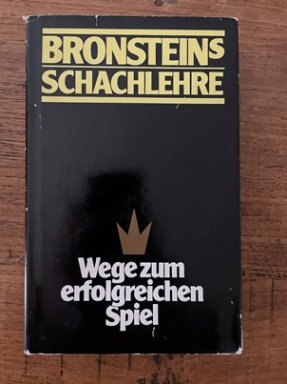 BRONSTEINs
SCHACHLEHRE
Wege zum
erfolgreichen
Spiel